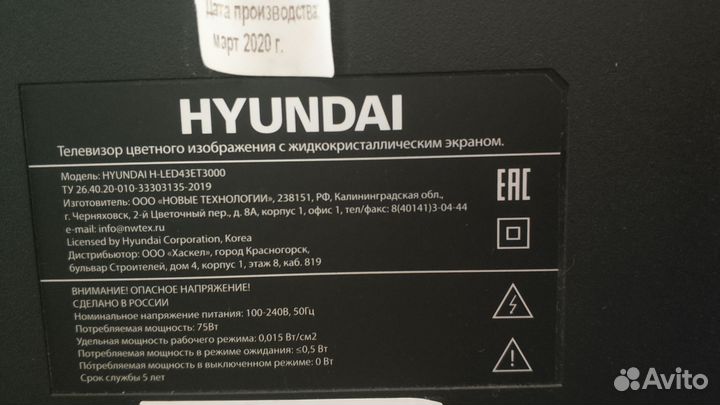 Дата производства:
март 2020 г.
HYUNDAI
Телевизор цветного изображения с жидкокристаллическим экраном.
Модель: HYUNDAI H-LED43ET3000
ТУ 26.40.20-010-33303135-2019
Изготовитель: ООО «НОВЫЕ ТЕХНОЛОГИИ», 238151, РФ, Калининградская обл.,
г. Черняховск, 2-й Цветочный пер., д. 8А, корпус 1, офис 1, тел/факс: 8(40141)3-04-44
e-mail: info@nwtex.ru
Licensed by Hyundai Corporation, Korea
Дистрибьютор: ООО «Хаскел», город Красногорск,
бульвар Строителей, дом 4, корпус 1, этаж 8, каб. 819
EAC
ВНИМАНИЕ! ОПАСНОЕ НАПРЯЖЕНИЕ!
СДЕЛАНО В РОССИИ
Номинальное напряжение питания: 100-240В, 50Гц
Потребляемая мощность: 75Вт
Удельная мощность рабочего режима: 0,015 Вт/см2
Потребляемая мощность в режиме ожидания: ≤0,5 Вт
Потребляемая мощность в выключенном режиме: 0 Вт
Срок службы 5 лет
Avito